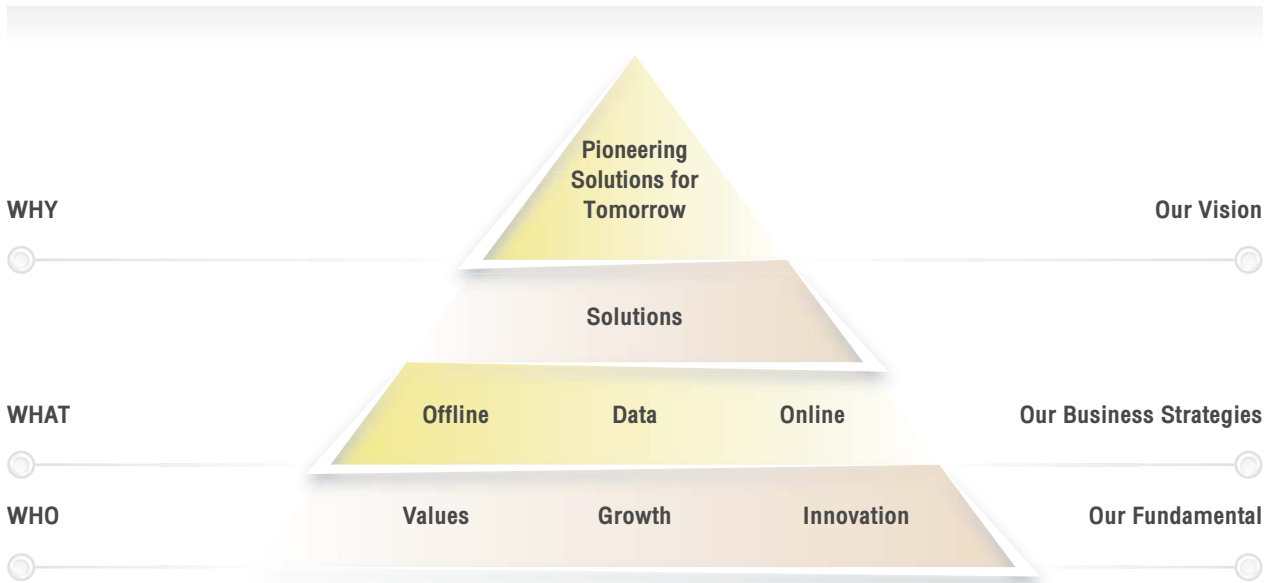 Pioneering
Solutions for
Tomorrow
WHY
Our Vision
Solutions
WHAT
Offline Data Online
Our Business Strategies
WHO
Values Growth Innovation
Our Fundamental